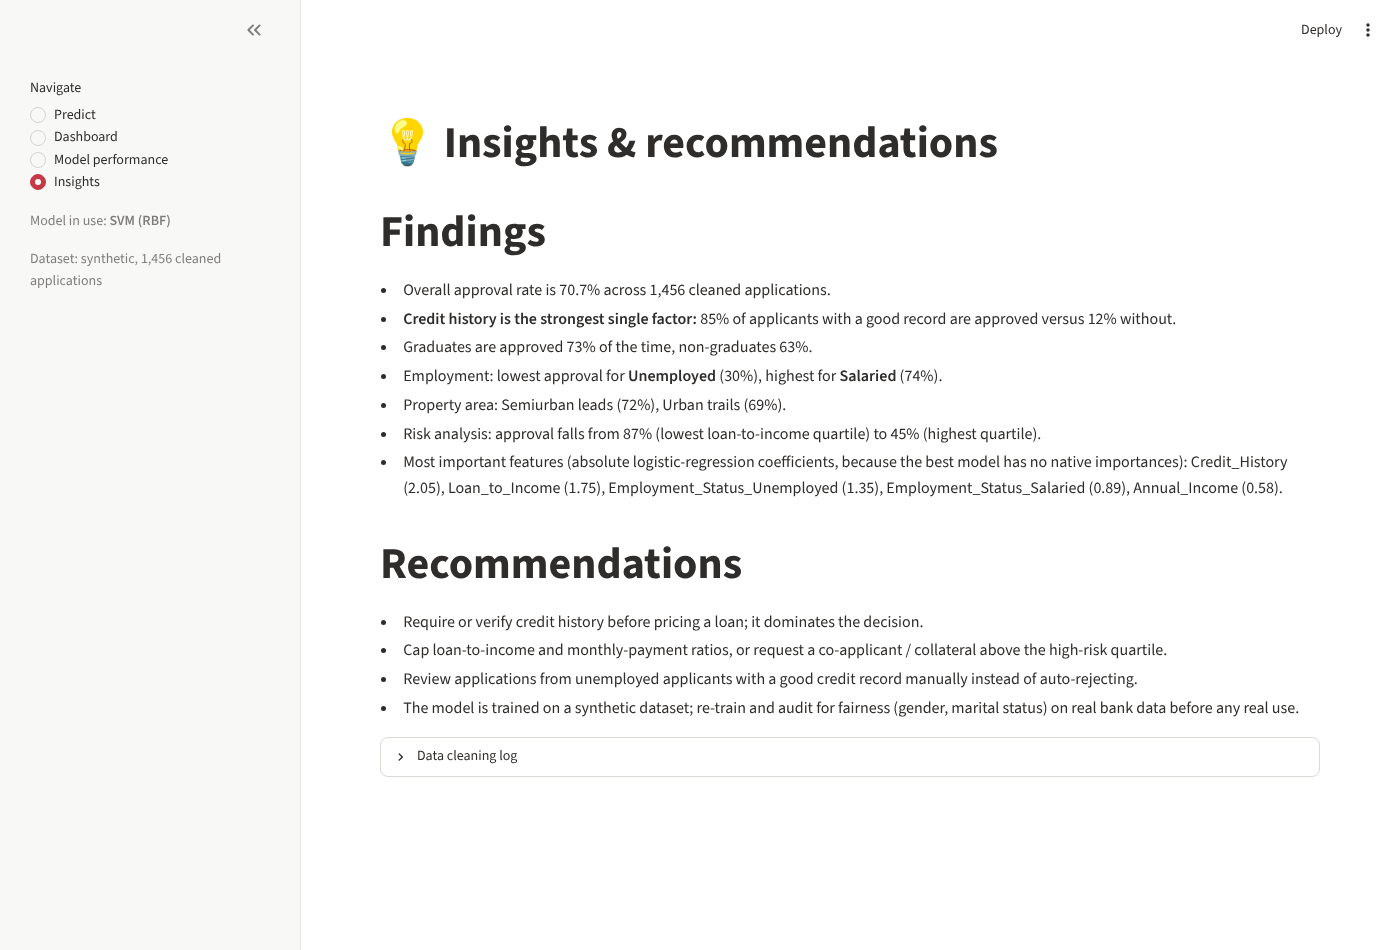 Deploy
Navigate
Predict
Dashboard
Model performance
Insights
Model in use: SVM (RBF)
Dataset: synthetic, 1,456 cleaned
applications
Insights & recommendations
Findings
Overall approval rate is 70.7% across 1,456 cleaned applications.
Credit history is the strongest single factor: 85% of applicants with a good record are approved versus 12% without.
Graduates are approved 73% of the time, non-graduates 63%.
Employment: lowest approval for Unemployed (30%), highest for Salaried (74%).
Property area: Semiurban leads (72%), Urban trails (69%).
Risk analysis: approval falls from 87% (lowest loan-to-income quartile) to 45% (highest quartile).
Most important features (absolute logistic-regression coefficients, because the best model has no native importances): Credit_History
(2.05), Loan_to_Income (1.75), Employment_Status_Unemployed (1.35), Employment_Status_Salaried (0.89), Annual_Income (0.58).
Recommendations
Require or verify credit history before pricing a loan; it dominates the decision.
Cap loan-to-income and monthly-payment ratios, or request a co-applicant / collateral above the high-risk quartile.
Review applications from unemployed applicants with a good credit record manually instead of auto-rejecting.
The model is trained on a synthetic dataset; re-train and audit for fairness (gender, marital status) on real bank data before any real use.
Data cleaning log